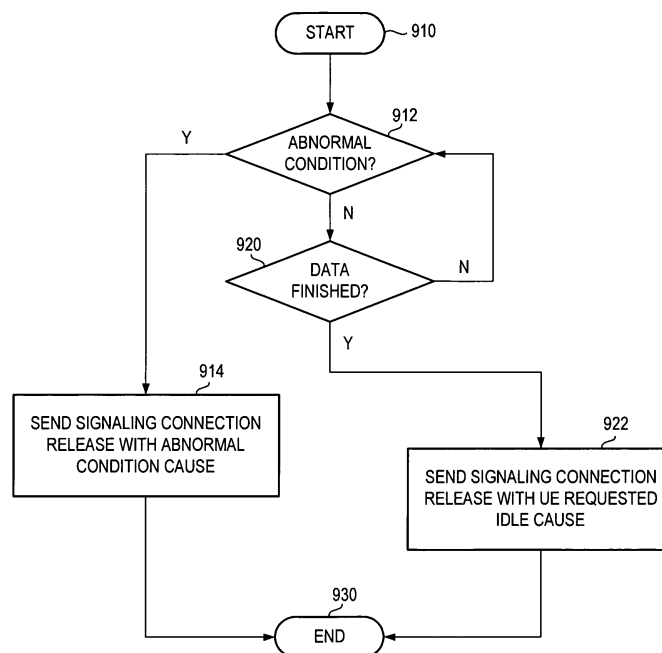 START
910
912
ABNORMAL
CONDITION?
Y
N
920
DATA
FINISHED?
N
Y
914
SEND SIGNALING CONNECTION
RELEASE WITH ABNORMAL
CONDITION CAUSE
922
SEND SIGNALING CONNECTION
RELEASE WITH UE REQUESTED
IDLE CAUSE
930
END